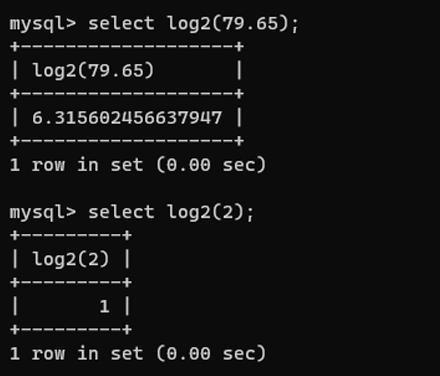 mysql> select log2(79.65);
+-------------------+
| log2(79.65)       |
+-------------------+
| 6.315602456637947 |
+-------------------+
1 row in set (0.00 sec)

mysql> select log2(2);
+---------+
| log2(2) |
+---------+
|       1 |
+---------+
1 row in set (0.00 sec)